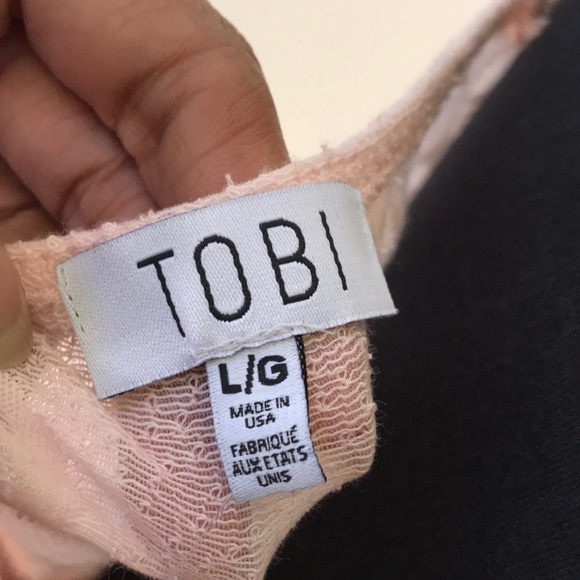 TOBI
L/G
MADE IN
USA
FABRIQUÉ
AUX ETATS
UNIS